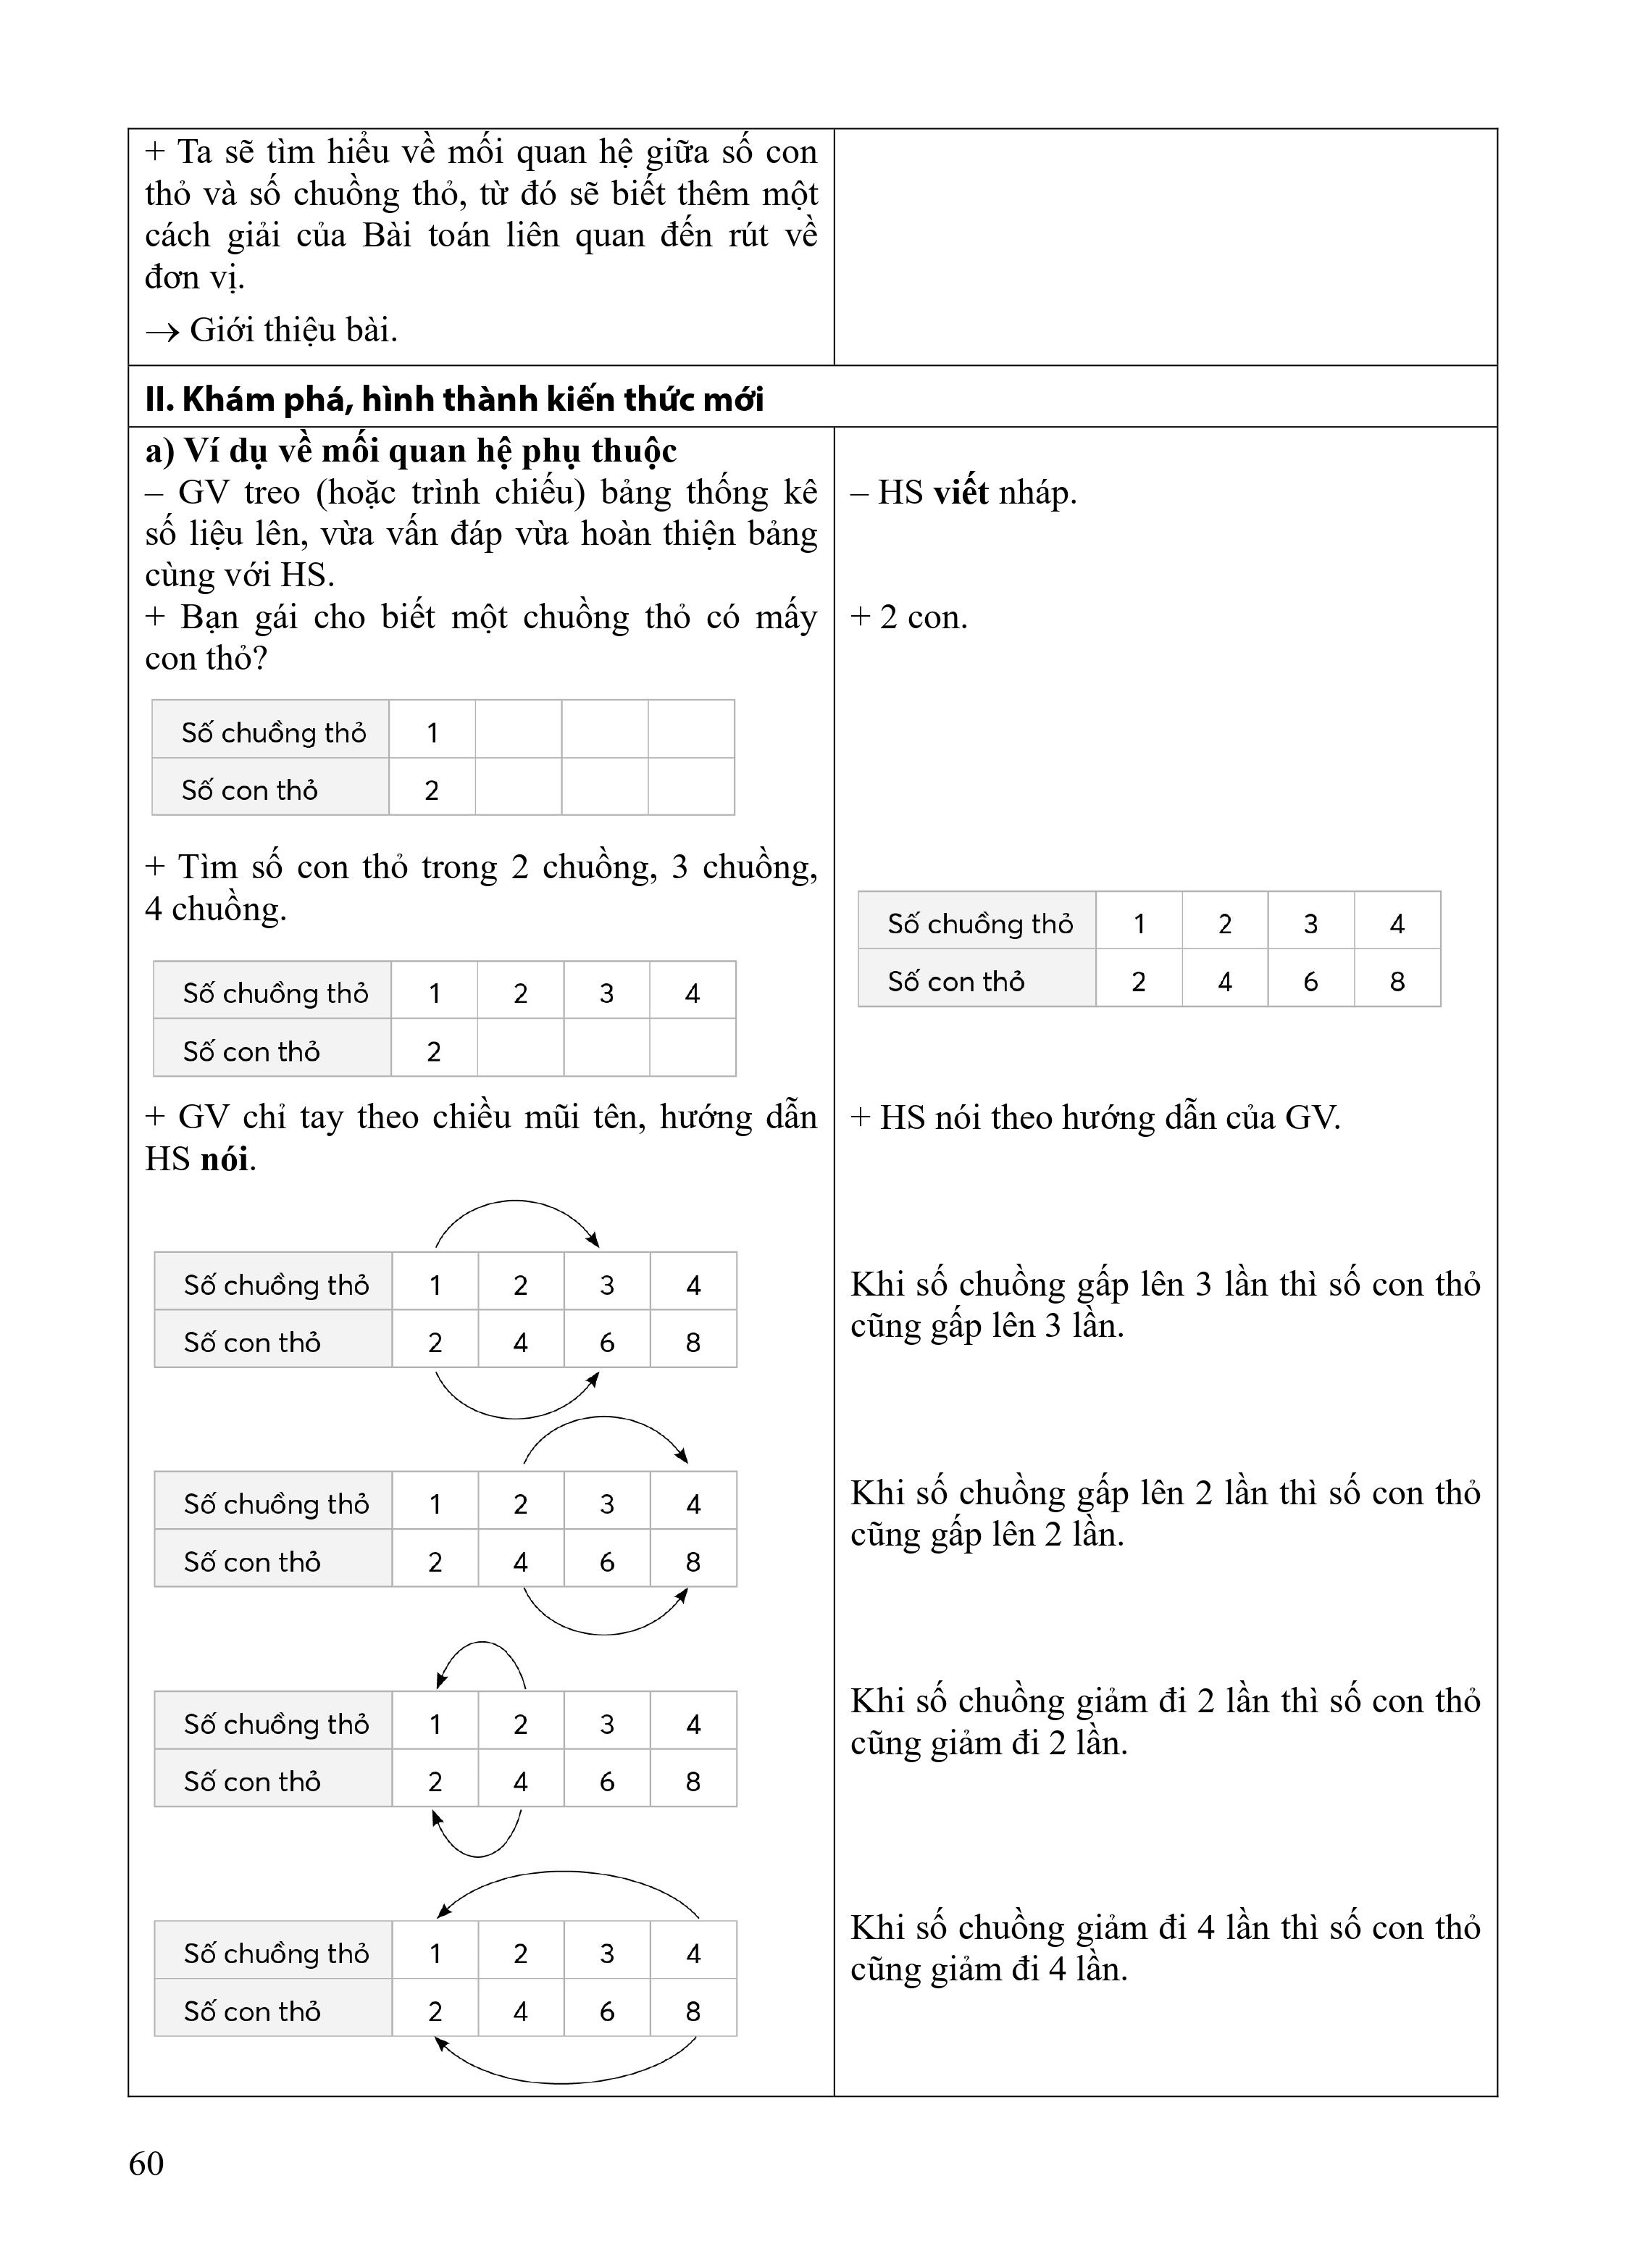 + Ta sẽ tìm hiểu về mối quan hệ giữa số con
thỏ và số chuồng thỏ, từ đó sẽ biết thêm một
cách giải của Bài toán liên quan đến rút về
đơn vị.
→ Giới thiệu bài.
II. Khám phá, hình thành kiến thức mới
a) Ví dụ về mối quan hệ phụ thuộc
– GV treo (hoặc trình chiếu) bảng thống kê
số liệu lên, vừa vấn đáp vừa hoàn thiện bảng
cùng với HS.
+ Bạn gái cho biết một chuồng thỏ có mấy
con thỏ?
Số chuồng thỏ 1
Số con thỏ 2
+ Tìm số con thỏ trong 2 chuồng, 3 chuồng,
4 chuồng.
Số chuồng thỏ 1 2 3 4
Số con thỏ 2
+ GV chỉ tay theo chiều mũi tên, hướng dẫn
HS nói.
Số chuồng thỏ 1 2 3 4
Số con thỏ 2 4 6 8
Số chuồng thỏ 1 2 3 4
Số con thỏ 2 4 6 8
Số chuồng thỏ 1 2 3 4
Số con thỏ 2 4 6 8
Số chuồng thỏ 1 2 3 4
Số con thỏ 2 4 6 8
– HS viết nháp.
+ 2 con.
Số chuồng thỏ 1 2 3 4
Số con thỏ 2 4 6 8
+ HS nói theo hướng dẫn của GV.
Khi số chuồng gấp lên 3 lần thì số con thỏ
cũng gấp lên 3 lần.
Khi số chuồng gấp lên 2 lần thì số con thỏ
cũng gấp lên 2 lần.
Khi số chuồng giảm đi 2 lần thì số con thỏ
cũng giảm đi 2 lần.
Khi số chuồng giảm đi 4 lần thì số con thỏ
cũng giảm đi 4 lần.
60